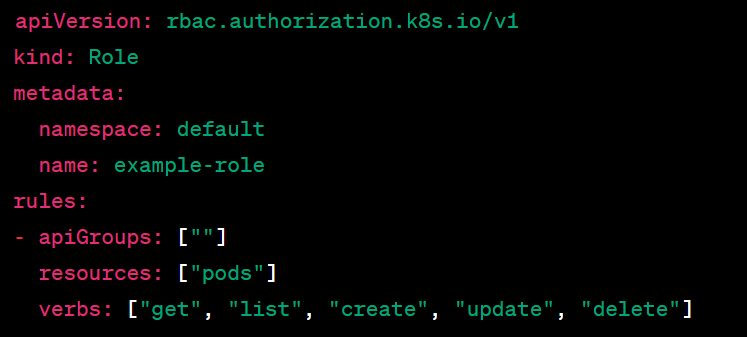 apiVersion: rbac.authorization.k8s.io/v1
kind: Role
metadata:
  namespace: default
  name: example-role
rules:
- apiGroups: [""]
  resources: ["pods"]
  verbs: ["get", "list", "create", "update", "delete"]